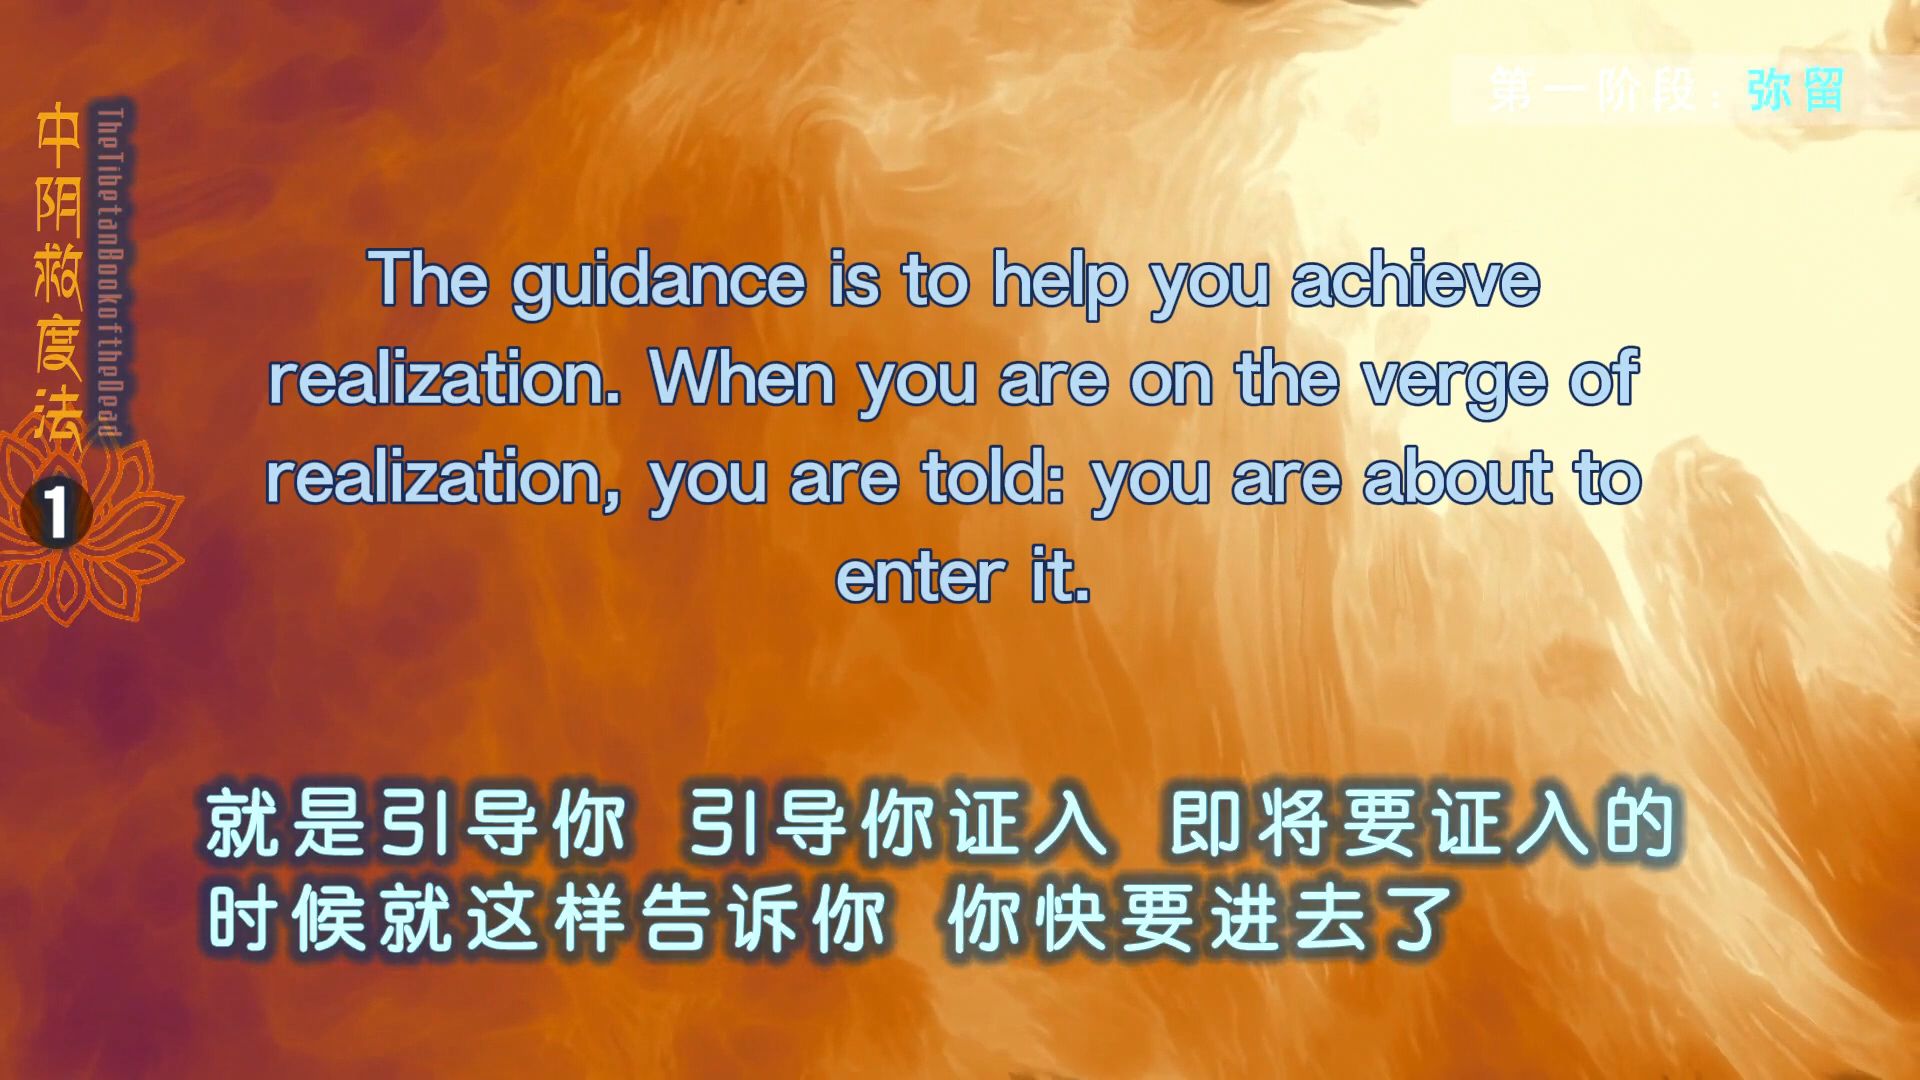 第一阶段：弥留
中阴救度法
TheTibetanBookoftheDead
1
The guidance is to help you achieve
realization. When you are on the verge of
realization, you are told: you are about to
enter it.
就是引导你 引导你证入 即将要证入的
时候就这样告诉你 你快要进去了